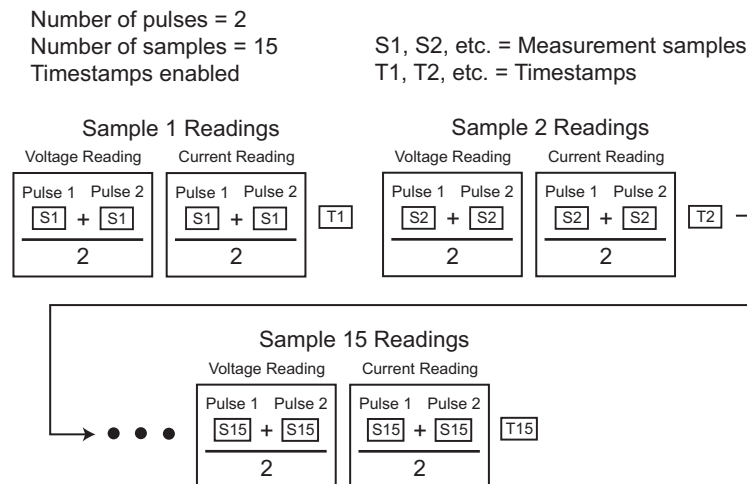 Number of pulses = 2
Number of samples = 15
Timestamps enabled
S1, S2, etc. = Measurement samples
T1, T2, etc. = Timestamps
Sample 1 Readings
Sample 2 Readings
Voltage Reading Current Reading
Voltage Reading Current Reading
Pulse 1 Pulse 2 Pulse 1 Pulse 2
Pulse 1 Pulse 2 Pulse 1 Pulse 2
S1 + S1 S1 + S1 T1
S2 + S2 S2 + S2 T2
2 2
2 2
Sample 15 Readings
Voltage Reading Current Reading
Pulse 1 Pulse 2 Pulse 1 Pulse 2
S15 + S15 S15 + S15 T15
2 2